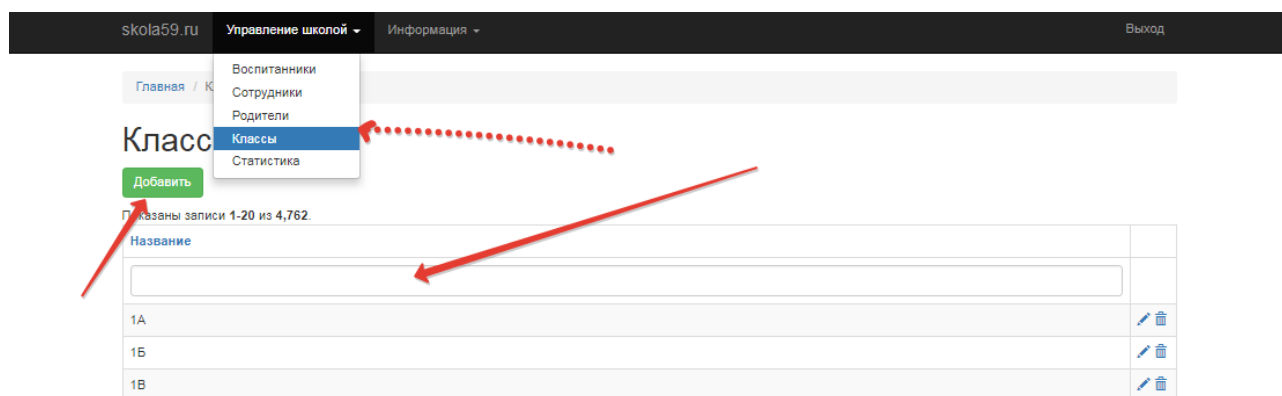 skola59.ru Управление школой Информация Выход
Воспитанники
Главная / К
Сотрудники
Родители
Класс
Классы
Статистика
Добавить
Показаны записи 1-20 из 4,762.
Название
1А
1Б
1В